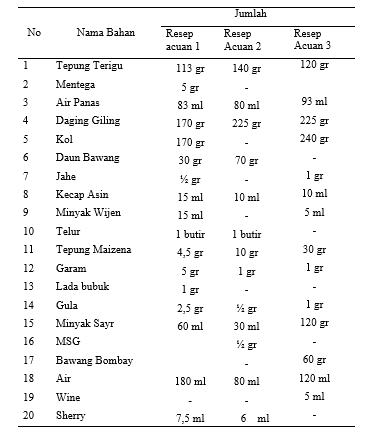 Jumlah
No Nama Bahan Resep acuan 1 Resep Acuan 2 Resep Acuan 3
1 Tepung Terigu 113 gr 140 gr 120 gr
2 Mentega 5 gr -
3 Air Panas 83 ml 80 ml 93 ml
4 Daging Giling 170 gr 225 gr 225 gr
5 Kol 170 gr - 240 gr
6 Daun Bawang 30 gr 70 gr -
7 Jahe ½ gr - 1 gr
8 Kecap Asin 15 ml 10 ml 10 ml
9 Minyak Wijen 15 ml - 5 ml
10 Telur 1 butir 1 butir -
11 Tepung Maizena 4,5 gr 10 gr 30 gr
12 Garam 5 gr 1 gr 1 gr
13 Lada bubuk 1 gr - -
14 Gula 2,5 gr ½ gr 1 gr
15 Minyak Sayr 60 ml 30 ml 120 gr
16 MSG ½ gr -
17 Bawang Bombay - 60 gr
18 Air 180 ml 80 ml 120 ml
19 Wine - - 5 ml
20 Sherry 7,5 ml 6 ml -